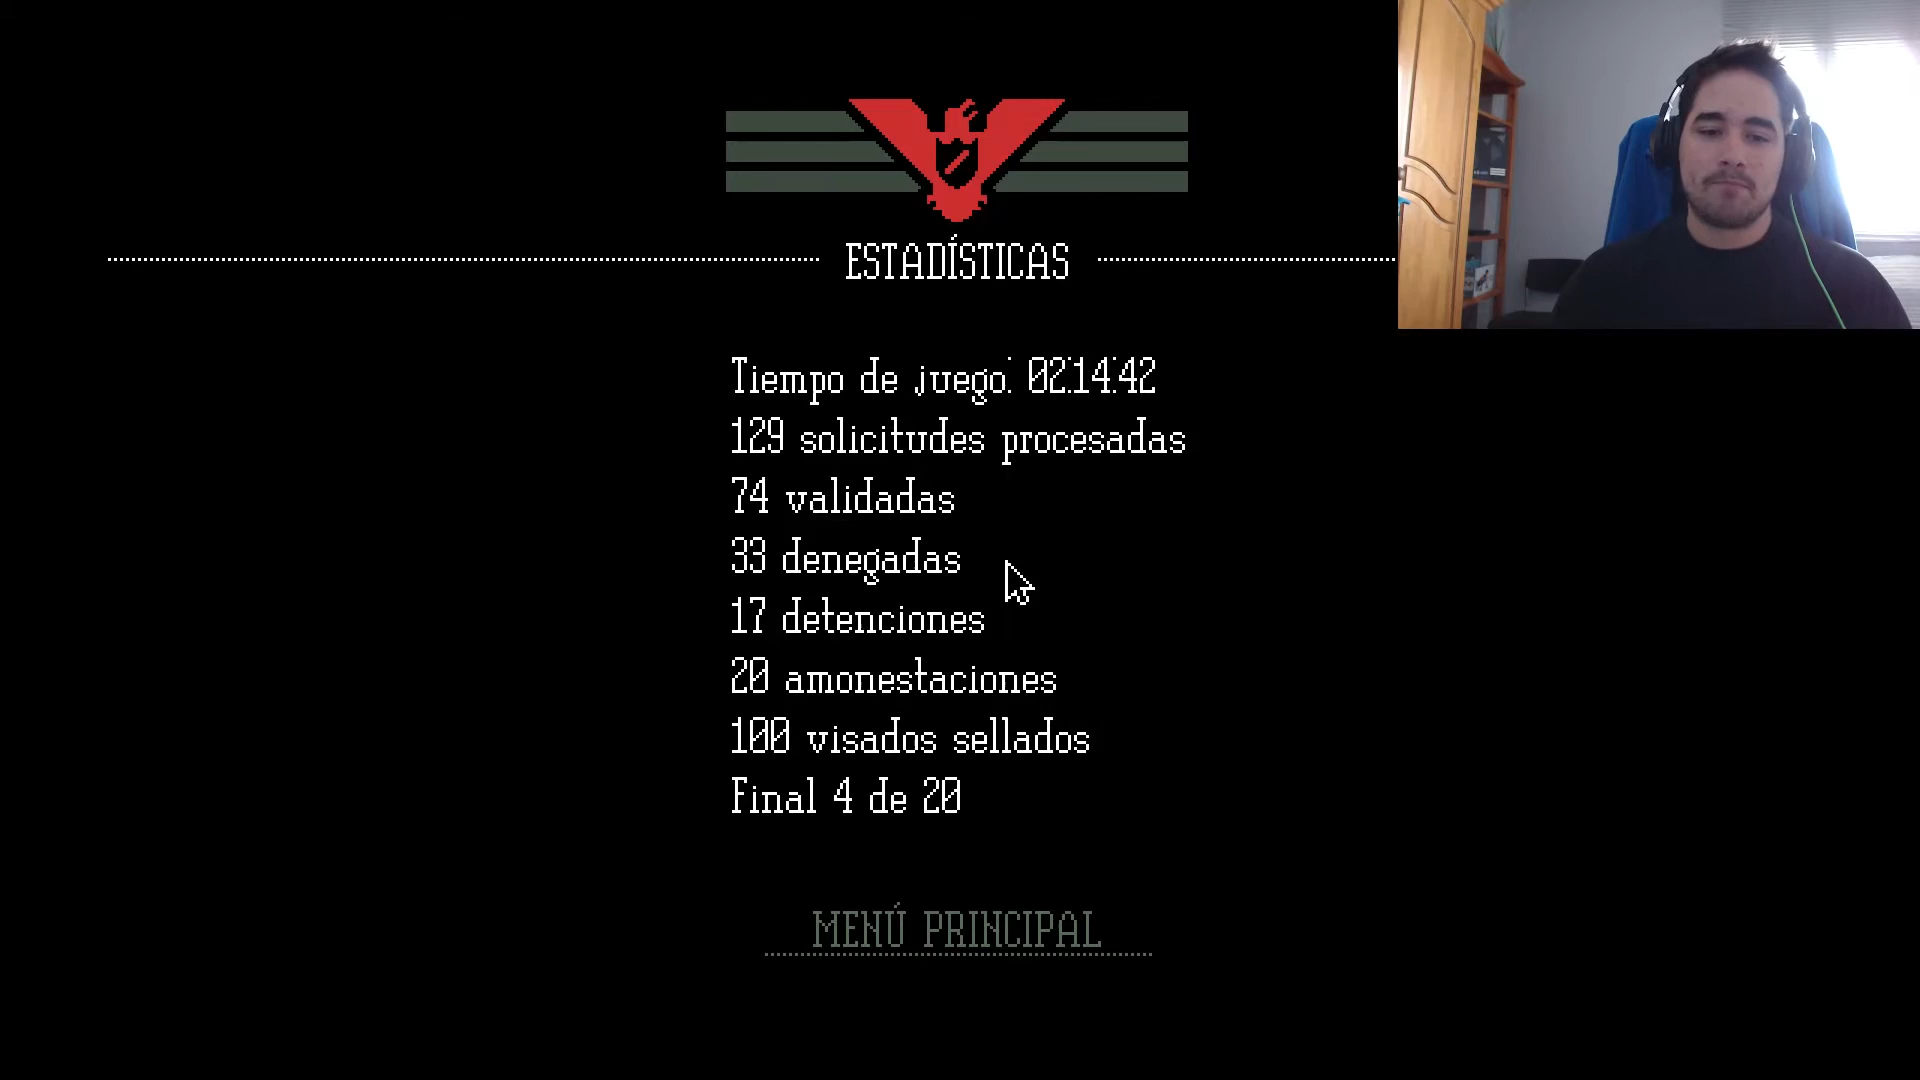 ESTADÍSTICAS
Tiempo de juego: 02:14:42
129 solicitudes procesadas
74 validadas
33 denegadas
17 detenciones
20 amonestaciones
100 visados sellados
Final 4 de 20
MENÚ PRINCIPAL